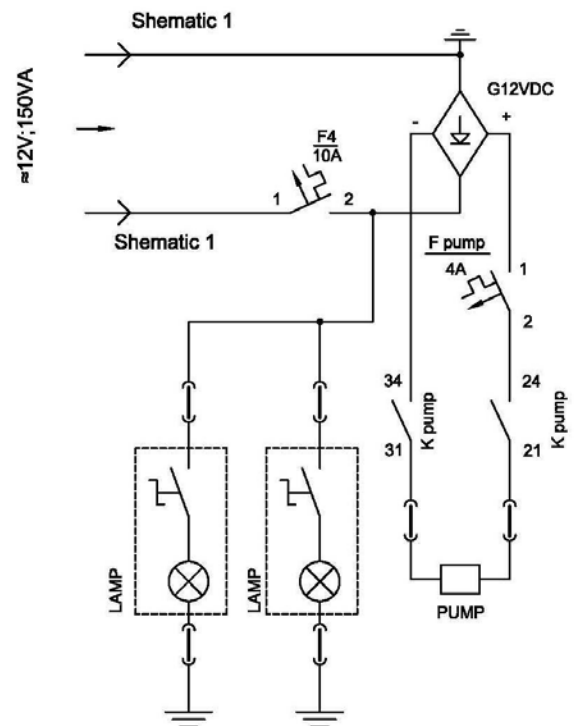 Shematic 1
G12VDC
- +
≈12V;150VA
F4
10A
1 2
Shematic 1
F pump
4A
1
2
34 24
K pump K pump
31 21
LAMP LAMP
PUMP